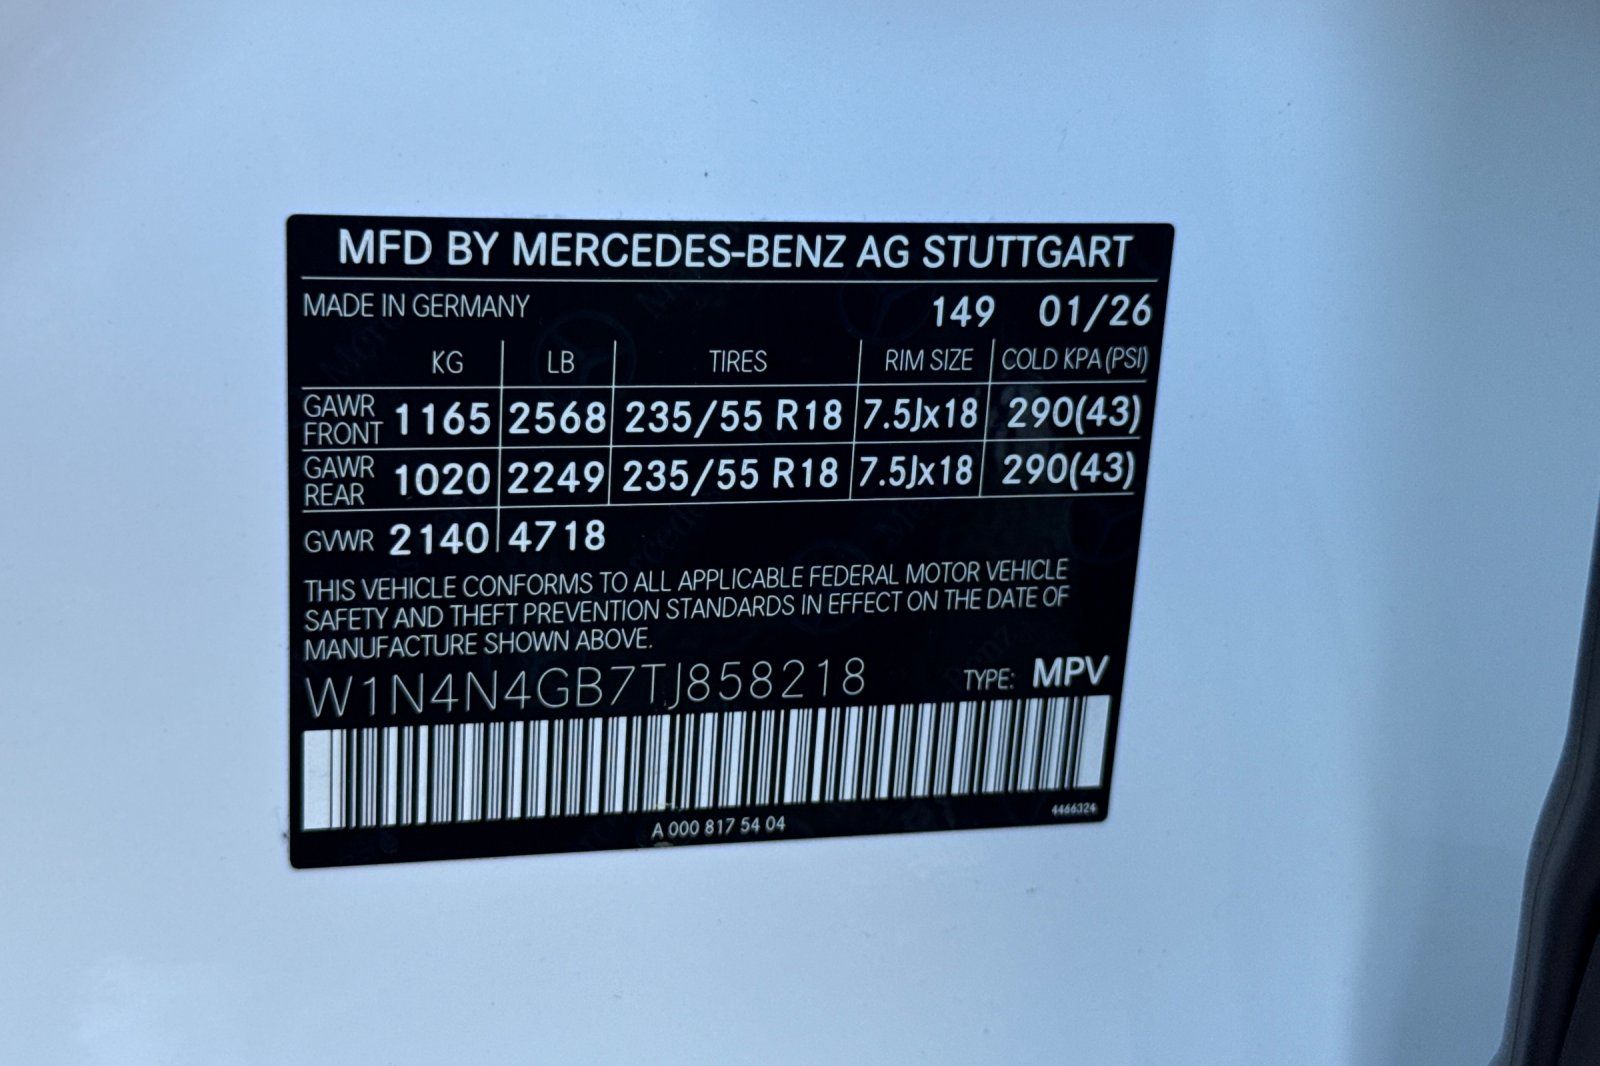 MFD BY MERCEDES-BENZ AG STUTTGART
MADE IN GERMANY 149 01/26
KG LB TIRES RIM SIZE COLD KPA (PSI)
GAWR FRONT 1165 2568 235/55 R18 7.5Jx18 290(43)
GAWR REAR 1020 2249 235/55 R18 7.5Jx18 290(43)
GVWR 2140 4718
THIS VEHICLE CONFORMS TO ALL APPLICABLE FEDERAL MOTOR VEHICLE
SAFETY AND THEFT PREVENTION STANDARDS IN EFFECT ON THE DATE OF
MANUFACTURE SHOWN ABOVE.
W1N4N4GB7TJ858218 TYPE: MPV
4466324
A 000 817 54 04